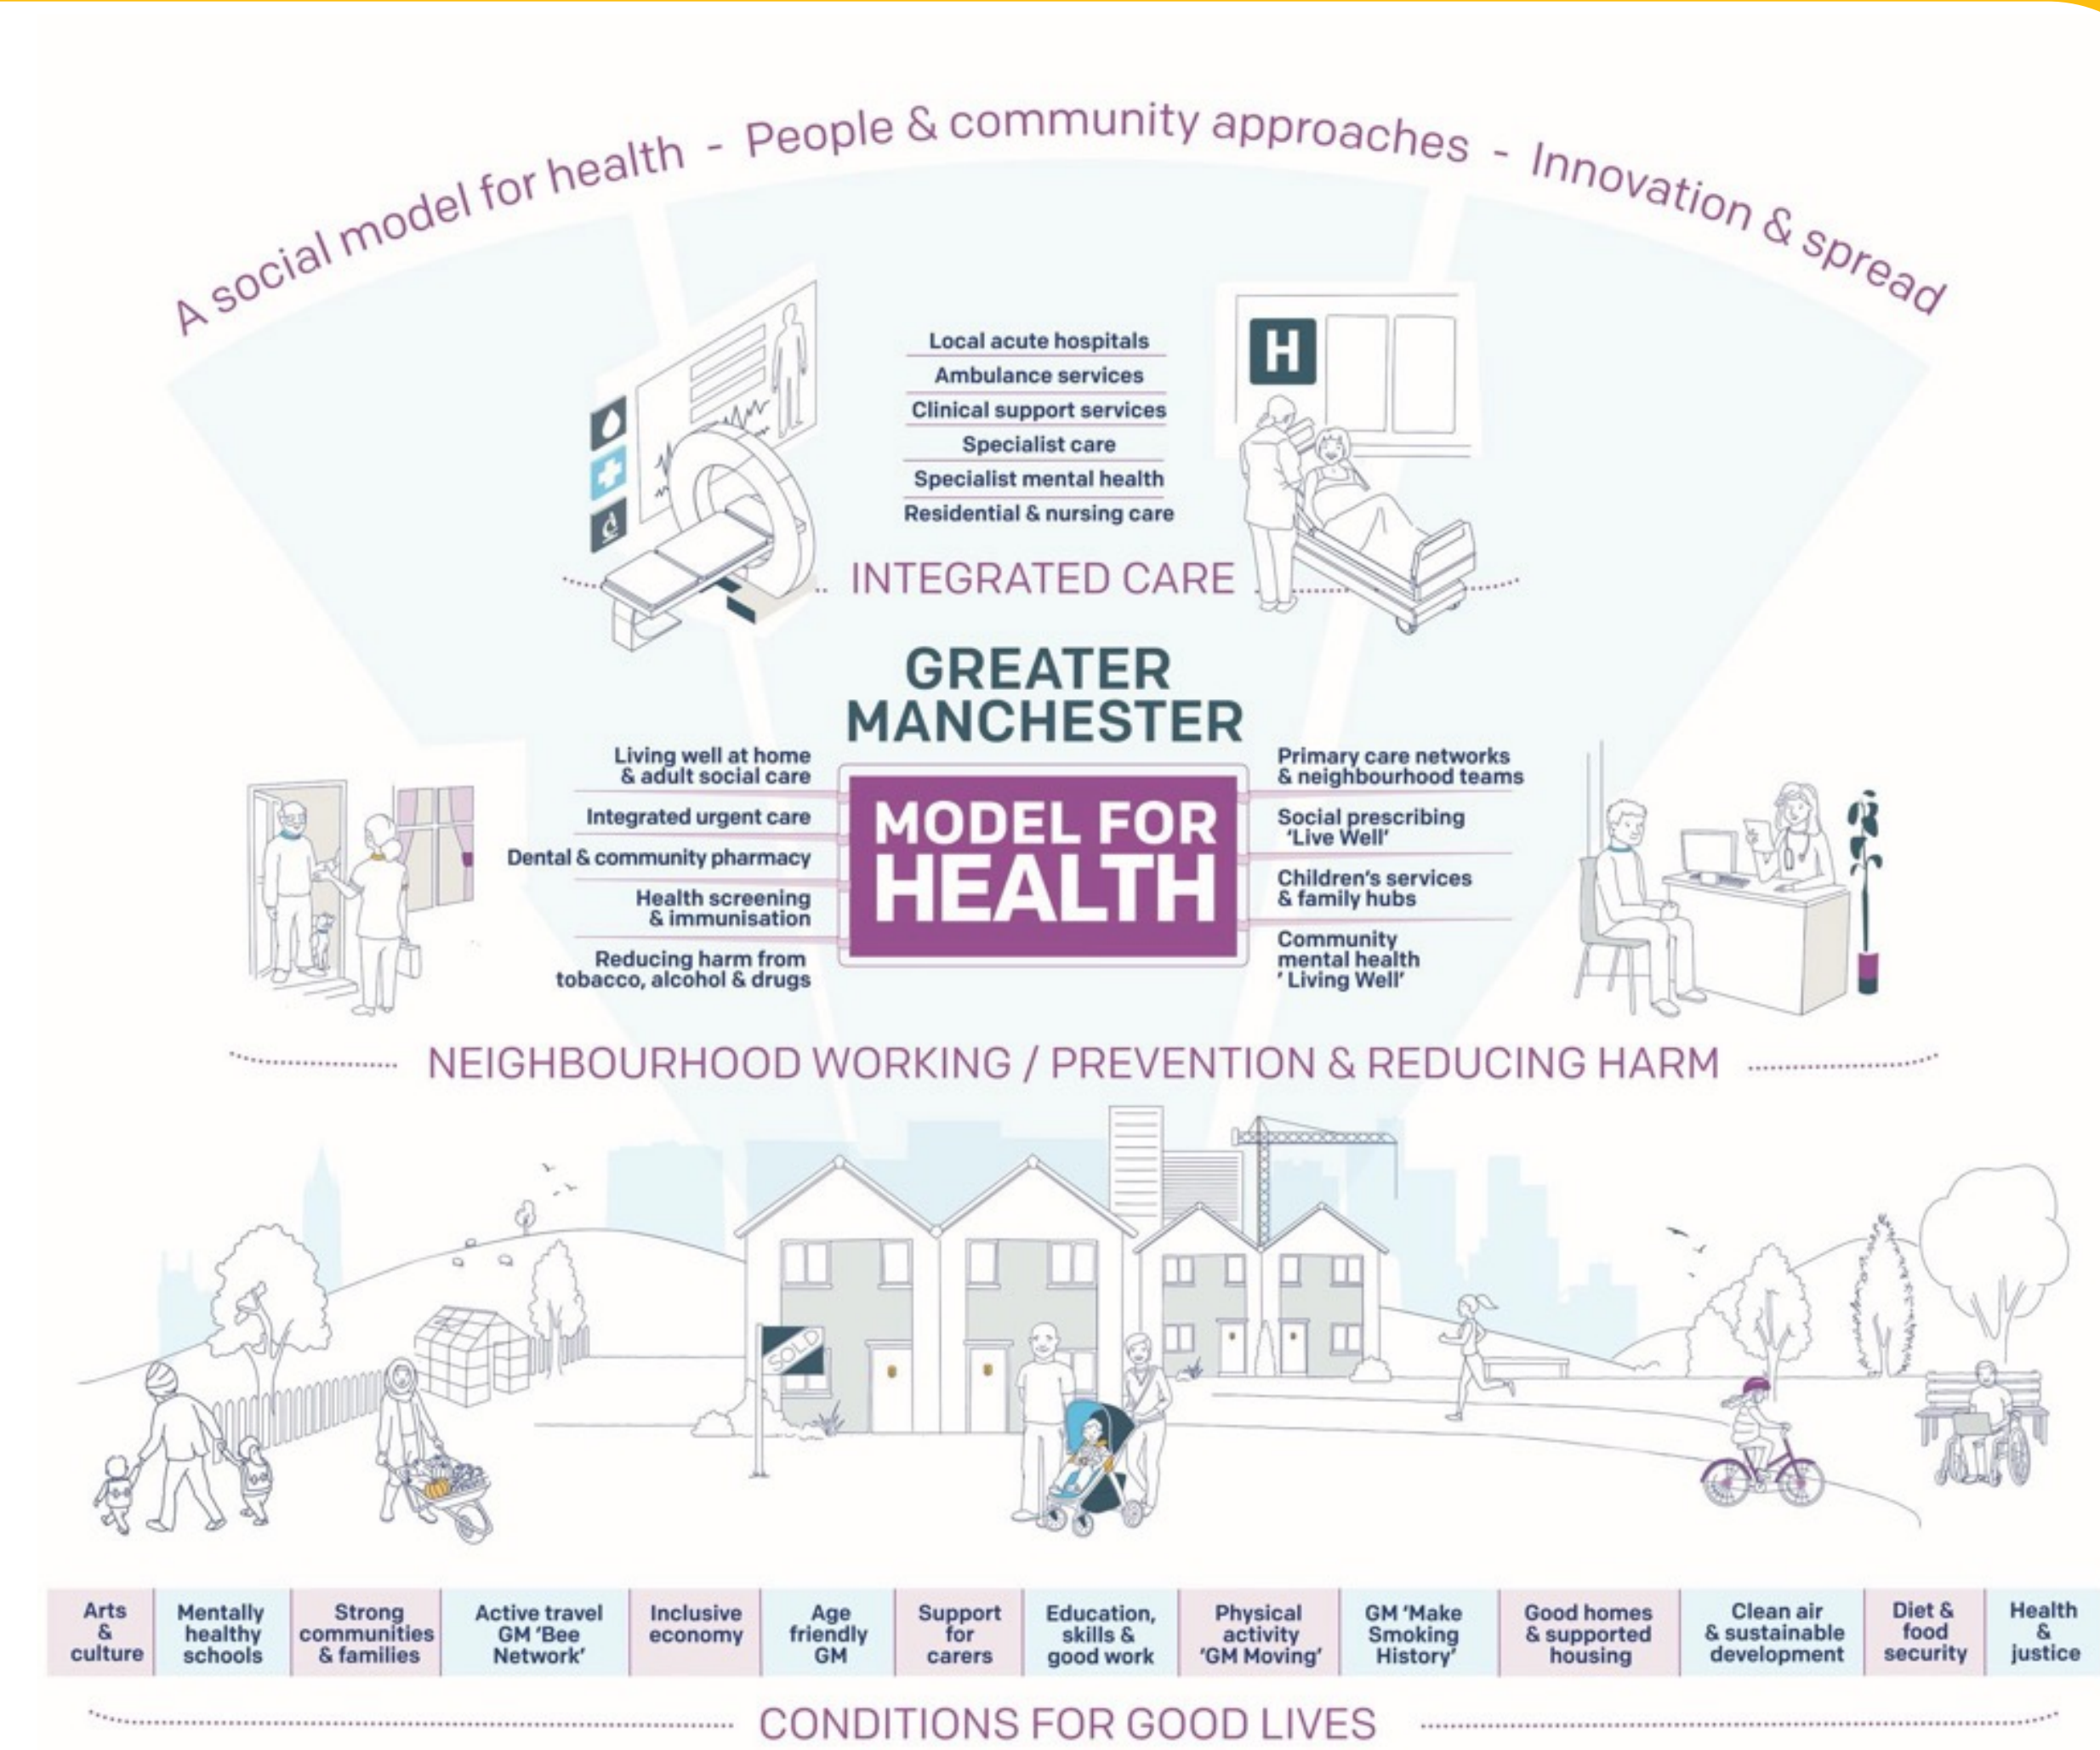 A social model for health - People & community approaches - Innovation & spread
H
Local acute hospitals
Ambulance services
Clinical support services
Specialist care
Specialist mental health
Residential & nursing care
INTEGRATED CARE
GREATER
MANCHESTER
MODEL FOR
HEALTH
Living well at home
& adult social care
Integrated urgent care
Dental & community pharmacy
Health screening
& immunisation
Reducing harm from
tobacco, alcohol & drugs
Primary care networks
& neighbourhood teams
Social prescribing
‘Live Well’
Children's services
& family hubs
Community
mental health
‘ Living Well’
NEIGHBOURHOOD WORKING / PREVENTION & REDUCING HARM
SOLD
Arts
&
culture
Mentally
healthy
schools
Strong
communities
& families
Active travel
GM ‘Bee
Network’
Inclusive
economy
Age
friendly
GM
Support
for
carers
Education,
skills &
good work
Physical
activity
‘GM Moving’
GM ‘Make
Smoking
History’
Good homes
& supported
housing
Clean air
& sustainable
development
Diet &
food
security
Health
&
justice
CONDITIONS FOR GOOD LIVES